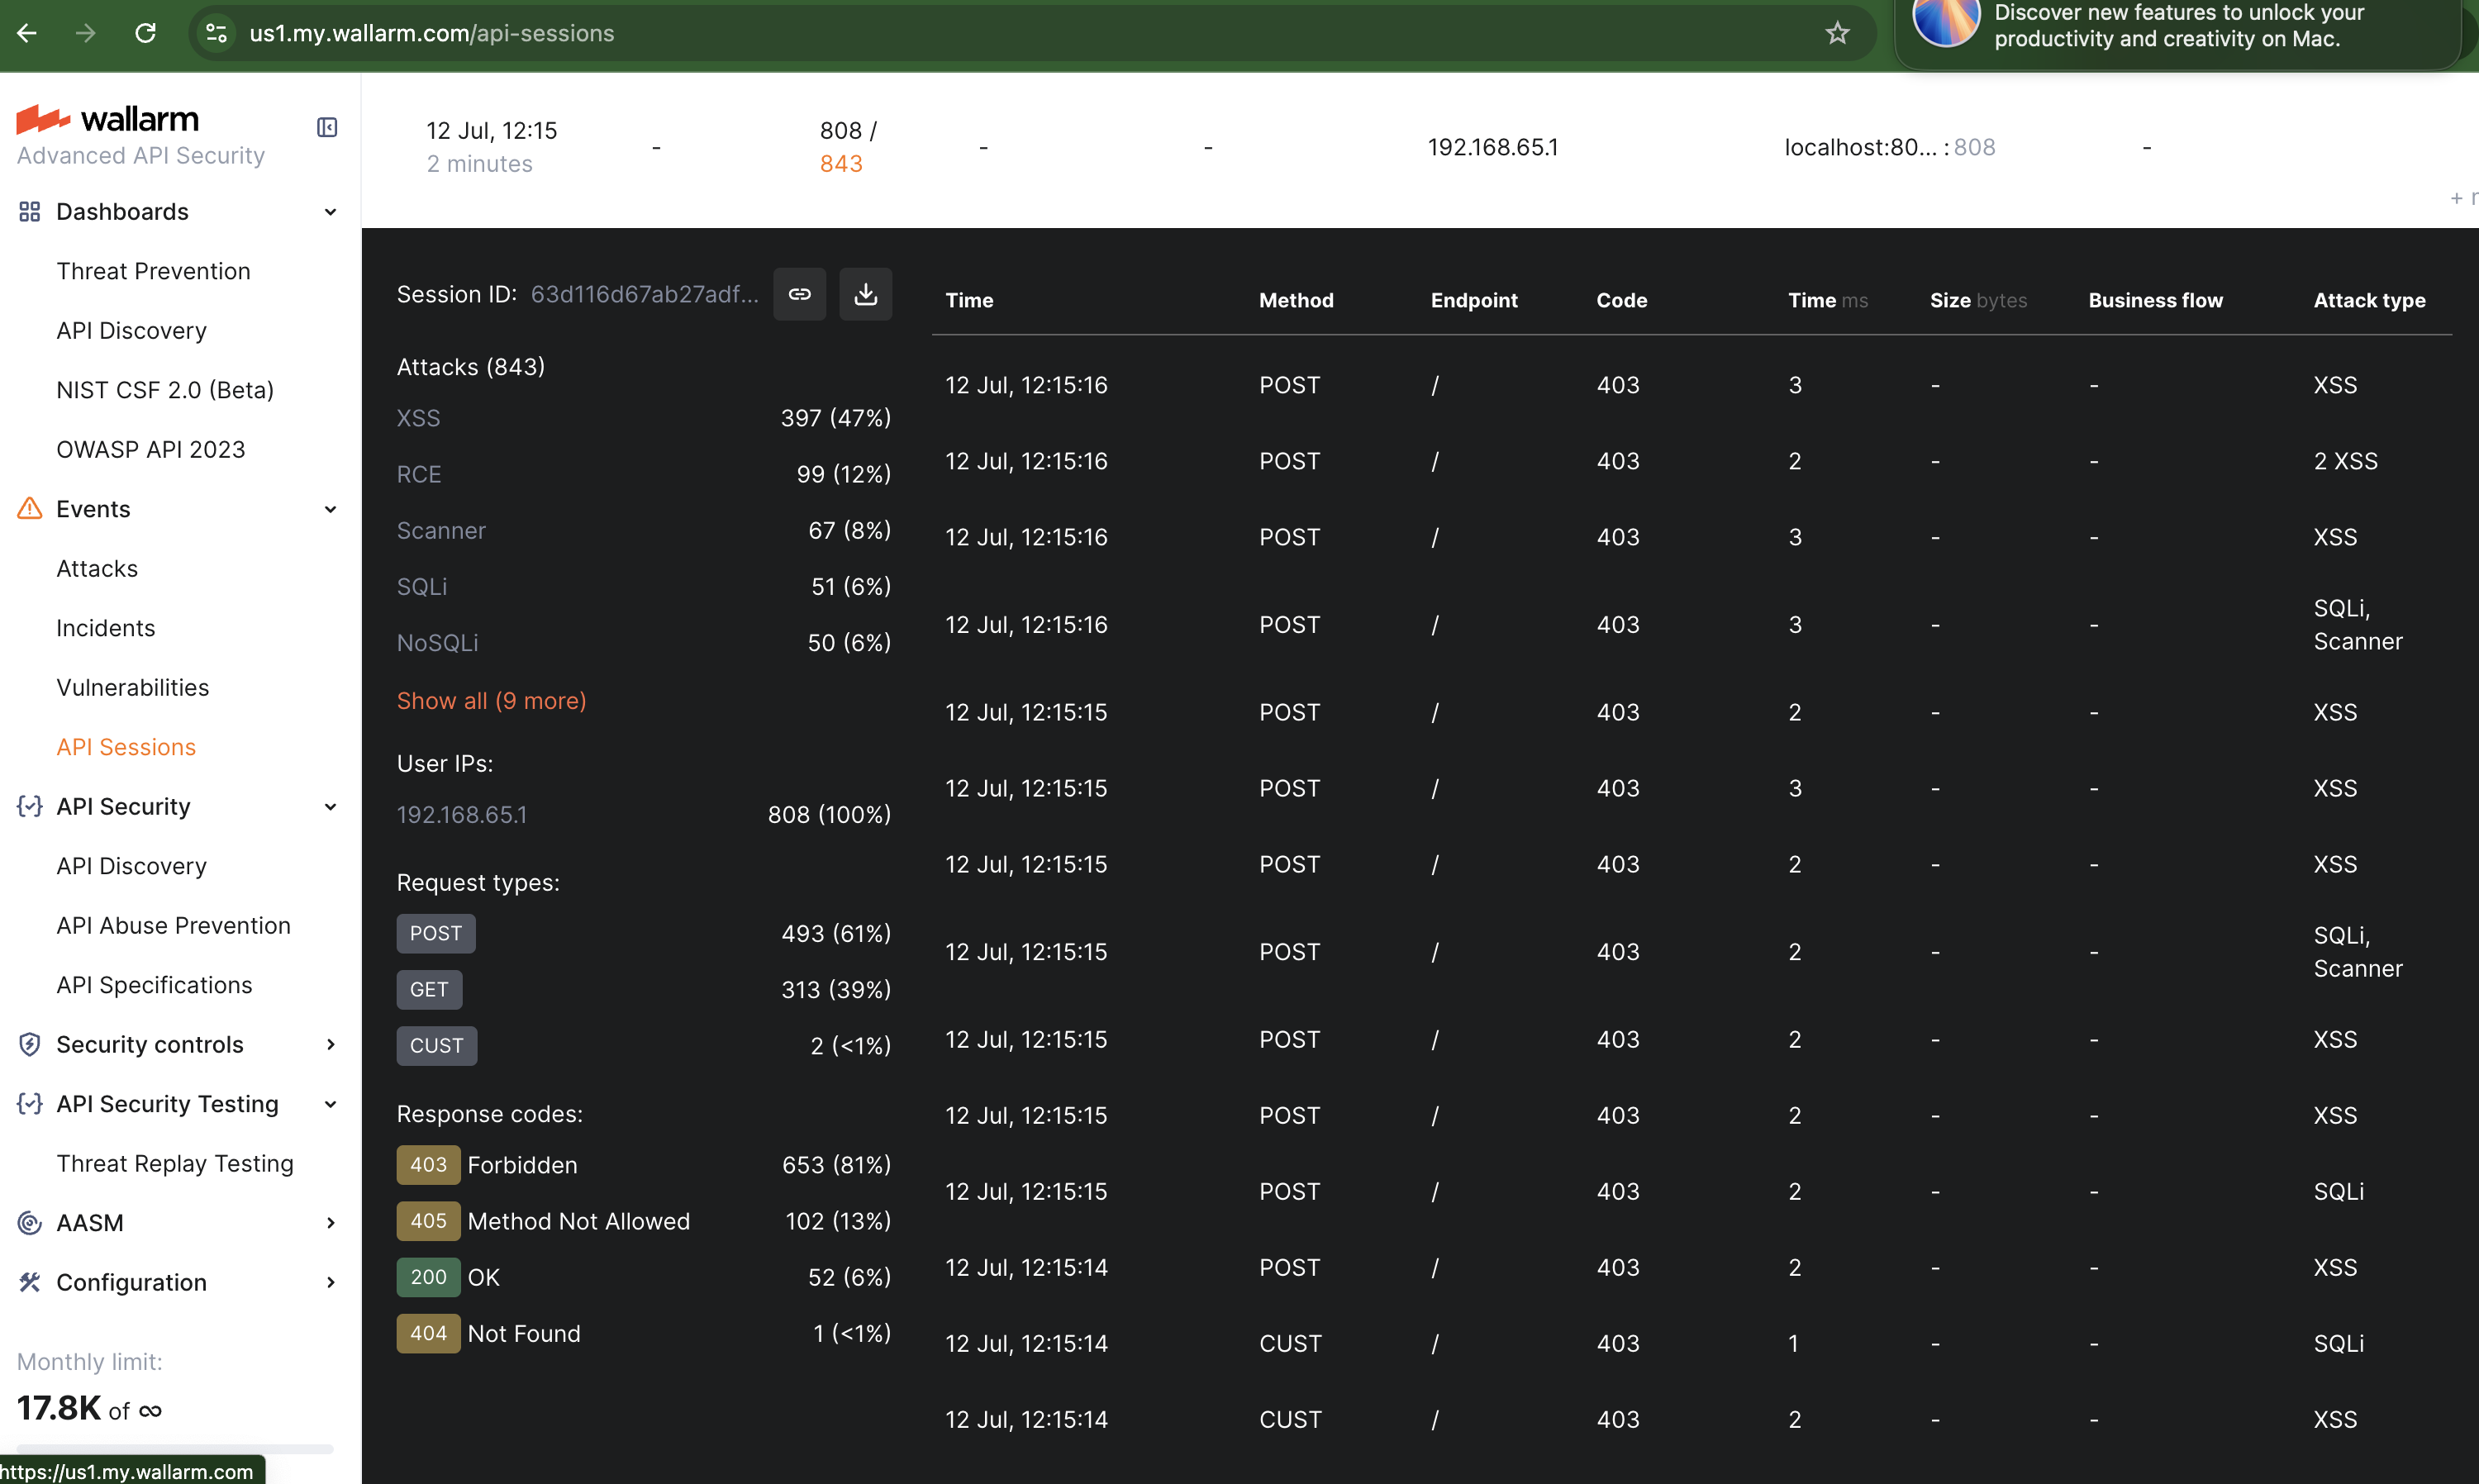 us1.my.wallarm.com/api-sessions
Discover new features to unlock your
productivity and creativity on Mac.
wallarm
Advanced API Security
Dashboards
Threat Prevention
API Discovery
NIST CSF 2.0 (Beta)
OWASP API 2023
Events
Attacks
Incidents
Vulnerabilities
API Sessions
API Security
API Discovery
API Abuse Prevention
API Specifications
Security controls
API Security Testing
Threat Replay Testing
AASM
Configuration
Monthly limit:
17.8K of ∞
https://us1.my.wallarm.com
12 Jul, 12:15
2 minutes
-
808 /
843
-
-
192.168.65.1
localhost:80... : 808
-
+
Session ID: 63d116d67ab27adf...
Attacks (843)
XSS 397 (47%)
RCE 99 (12%)
Scanner 67 (8%)
SQLi 51 (6%)
NoSQLi 50 (6%)
Show all (9 more)
User IPs:
192.168.65.1 808 (100%)
Request types:
POST 493 (61%)
GET 313 (39%)
CUST 2 (<1%)
Response codes:
403 Forbidden 653 (81%)
405 Method Not Allowed 102 (13%)
200 OK 52 (6%)
404 Not Found 1 (<1%)
Time Method Endpoint Code Time ms Size bytes Business flow Attack type
12 Jul, 12:15:16 POST / 403 3 - - XSS
12 Jul, 12:15:16 POST / 403 2 - - 2 XSS
12 Jul, 12:15:16 POST / 403 3 - - XSS
12 Jul, 12:15:16 POST / 403 3 - - SQLi,
Scanner
12 Jul, 12:15:15 POST / 403 2 - - XSS
12 Jul, 12:15:15 POST / 403 3 - - XSS
12 Jul, 12:15:15 POST / 403 2 - - XSS
12 Jul, 12:15:15 POST / 403 2 - - SQLi,
Scanner
12 Jul, 12:15:15 POST / 403 2 - - XSS
12 Jul, 12:15:15 POST / 403 2 - - XSS
12 Jul, 12:15:15 POST / 403 2 - - SQLi
12 Jul, 12:15:14 POST / 403 2 - - XSS
12 Jul, 12:15:14 CUST / 403 1 - - SQLi
12 Jul, 12:15:14 CUST / 403 2 - - XSS